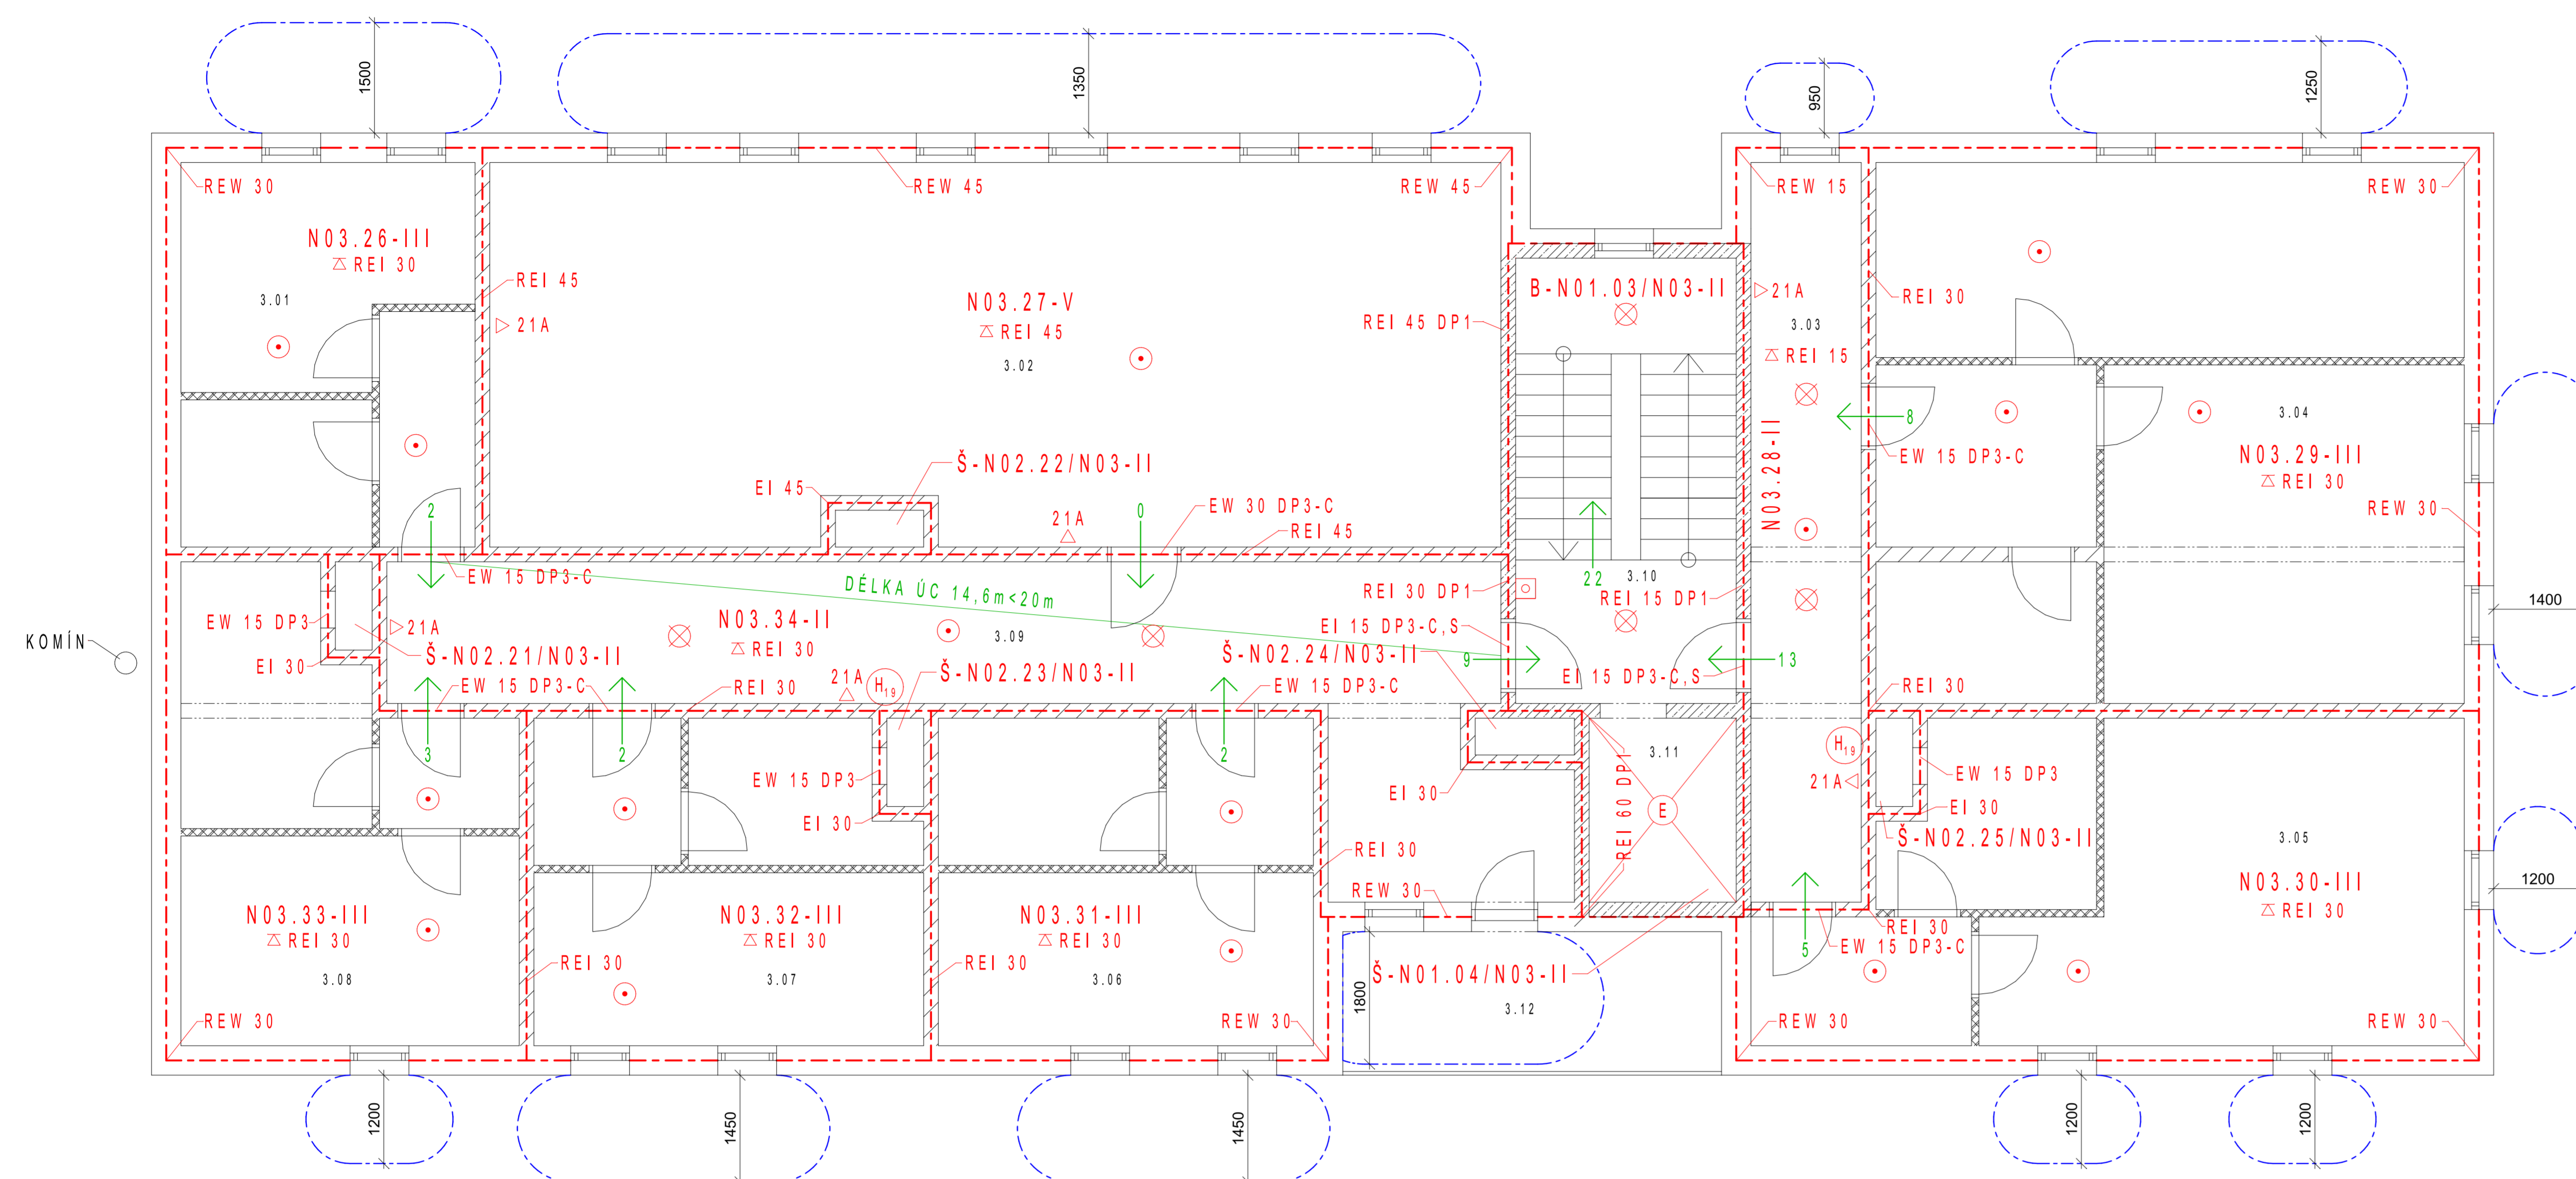 1500
1350
950
1250
REW 30
REW 45
REW 45
REW 15
REW 30
N03.26-III
REI 30
3.01
REI 45
21A
N03.27-V
REI 45
3.02
REI 45 DP1
B-N01.03/N03-II
21A
3.03
REI 15
REI 30
3.04
N03.29-III
REI 30
REW 30
8
EW 15 DP3-C
N03.28-II
EI 45
Š-N02.22/N03-II
21A
2
0
EW 30 DP3-C
REI 45
EW 15 DP3-C
DÉLKA ÚC 14,6m<20m
22
3.10
REI 30 DP1
REI 15 DP1
1400
KOMÍN
EW 15 DP3
21A
EI 30
Š-N02.21/N03-II
N03.34-II
REI 30
3.09
EI 15 DP3-C,S
Š-N02.24/N03-II
9
13
EI 15 DP3-C,S
EW 15 DP3-C
REI 30
21A
H19
Š-N02.23/N03-II
EW 15 DP3-C
REI 30
3
2
2
EW 15 DP3
EI 30
EI 30
REI 60 DP1
3.11
E
H19
21A
EW 15 DP3
EI 30
Š-N02.25/N03-II
3.05
N03.30-III
REI 30
1200
REI 30
REW 30
N03.33-III
REI 30
3.08
REI 30
N03.32-III
REI 30
3.07
REI 30
N03.31-III
REI 30
3.06
Š-N01.04/N03-II
1800
3.12
5
REI 30
EW 15 DP3-C
REW 30
REW 30
REW 30
REW 30
1200
1450
1450
1200
1200